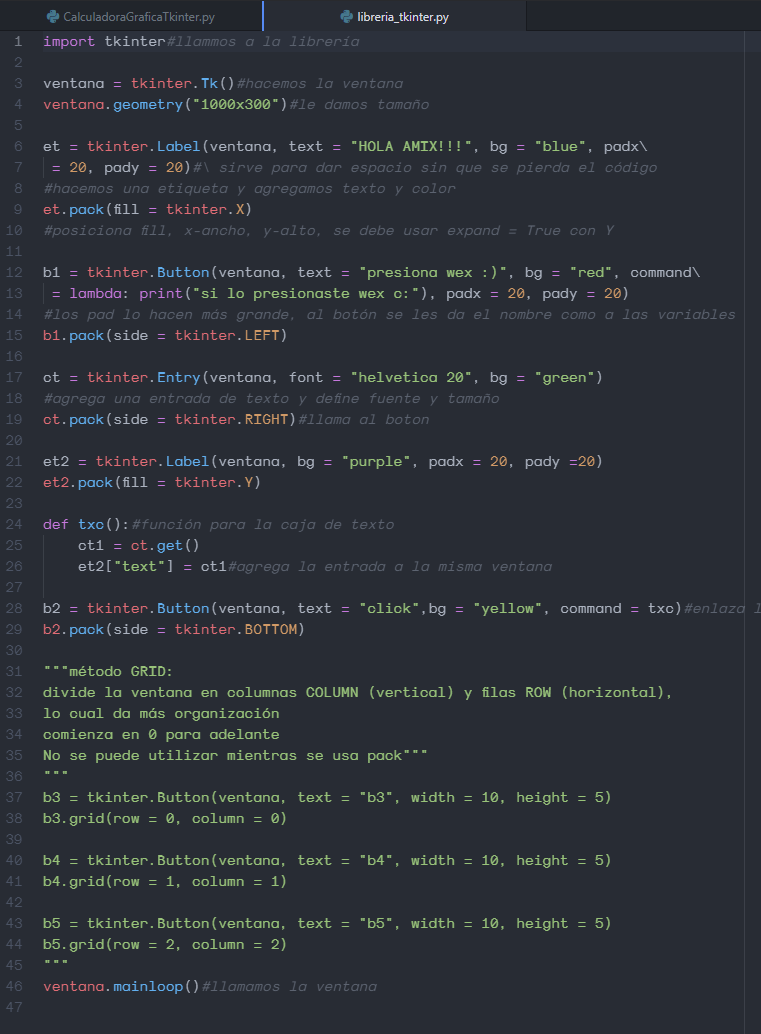 CalculadoraGraficaTkinter.py
libreria_tkinter.py
1 import tkinter#llammos a la librería
2
3 ventana = tkinter.Tk()#hacemos la ventana
4 ventana.geometry("1000x300")#le damos tamaño
5
6 et = tkinter.Label(ventana, text = "HOLA AMIX!!!", bg = "blue", padx\
7 = 20, pady = 20)#\ sirve para dar espacio sin que se pierda el código
8 #hacemos una etiqueta y agregamos texto y color
9 et.pack(fill = tkinter.X)
10 #posiciona fill, x-ancho, y-alto, se debe usar expand = True con Y
11
12 b1 = tkinter.Button(ventana, text = "presiona wex :)", bg = "red", command\
13 = lambda: print("si lo presionaste wex c:"), padx = 20, pady = 20)
14 #los pad lo hacen más grande, al botón se les da el nombre como a las variables
15 b1.pack(side = tkinter.LEFT)
16
17 ct = tkinter.Entry(ventana, font = "helvetica 20", bg = "green")
18 #agrega una entrada de texto y define fuente y tamaño
19 ct.pack(side = tkinter.RIGHT)#llama al boton
20
21 et2 = tkinter.Label(ventana, bg = "purple", padx = 20, pady =20)
22 et2.pack(fill = tkinter.Y)
23
24 def txc():#función para la caja de texto
25 ct1 = ct.get()
26 et2["text"] = ct1#agrega la entrada a la misma ventana
27
28 b2 = tkinter.Button(ventana, text = "click",bg = "yellow", command = txc)#enlaza l
29 b2.pack(side = tkinter.BOTTOM)
30
31 """método GRID:
32 divide la ventana en columnas COLUMN (vertical) y filas ROW (horizontal),
33 lo cual da más organización
34 comienza en 0 para adelante
35 No se puede utilizar mientras se usa pack"""
36 """
37 b3 = tkinter.Button(ventana, text = "b3", width = 10, height = 5)
38 b3.grid(row = 0, column = 0)
39
40 b4 = tkinter.Button(ventana, text = "b4", width = 10, height = 5)
41 b4.grid(row = 1, column = 1)
42
43 b5 = tkinter.Button(ventana, text = "b5", width = 10, height = 5)
44 b5.grid(row = 2, column = 2)
45 """
46 ventana.mainloop()#llamamos la ventana
47